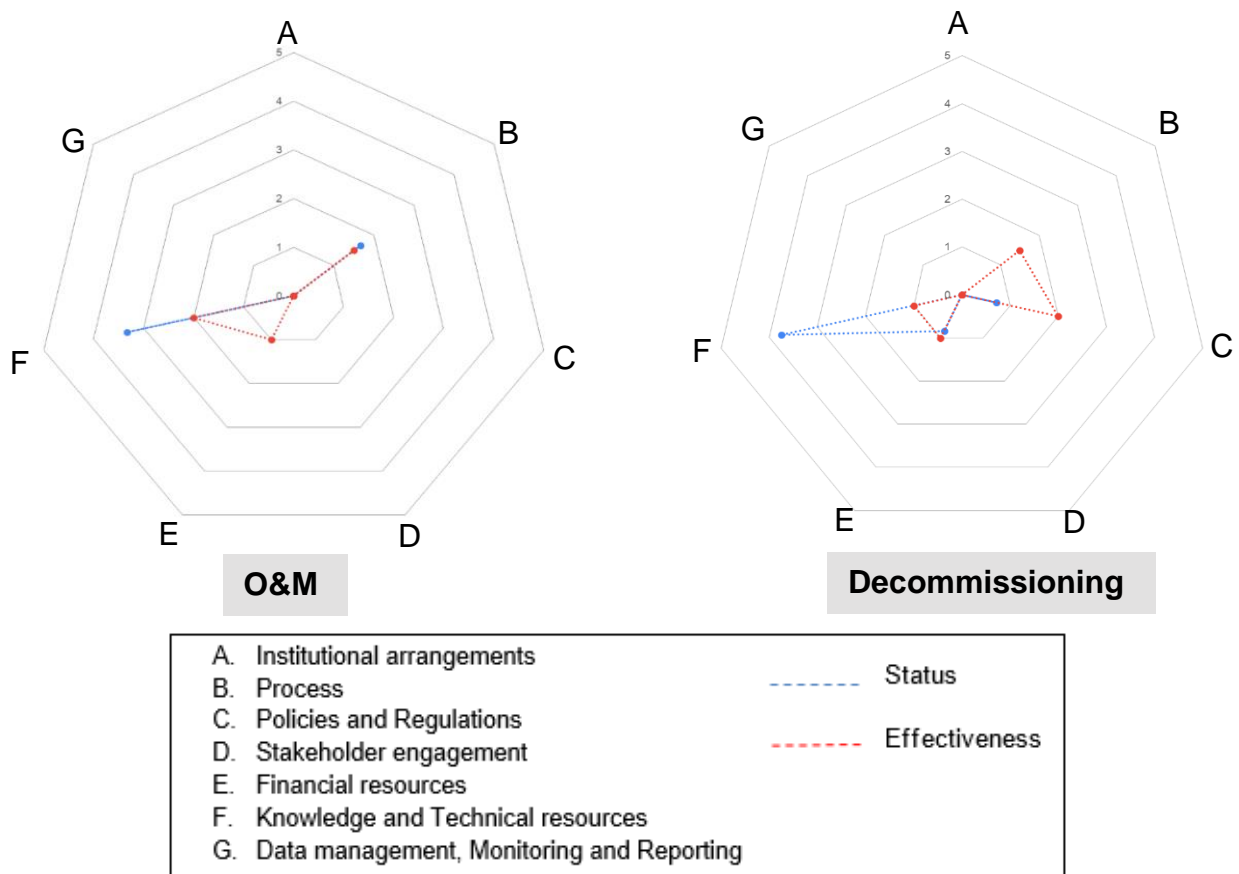 A
5
4
3
2
1
0
B
C
D
E
F
G
O&M
A
5
4
3
2
1
0
B
C
D
E
F
G
Decommissioning
A. Institutional arrangements
B. Process
C. Policies and Regulations
D. Stakeholder engagement
E. Financial resources
F. Knowledge and Technical resources
G. Data management, Monitoring and Reporting
Status
Effectiveness